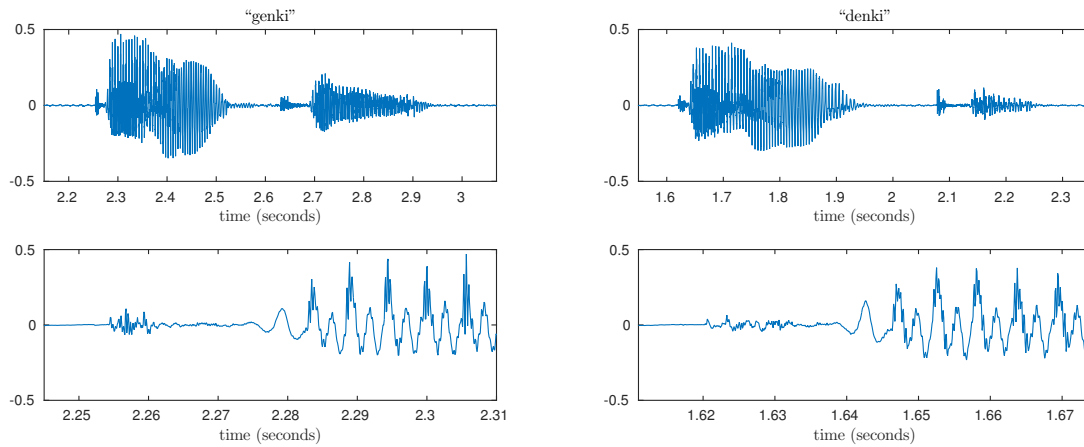 “genki”
0.5
0
-0.5
2.2 2.3 2.4 2.5 2.6 2.7 2.8 2.9 3
time (seconds)
“denki”
0.5
0
-0.5
1.6 1.7 1.8 1.9 2 2.1 2.2 2.3
time (seconds)
0.5
0
-0.5
2.25 2.26 2.27 2.28 2.29 2.3 2.31
time (seconds)
0.5
0
-0.5
1.62 1.63 1.64 1.65 1.66 1.67
time (seconds)